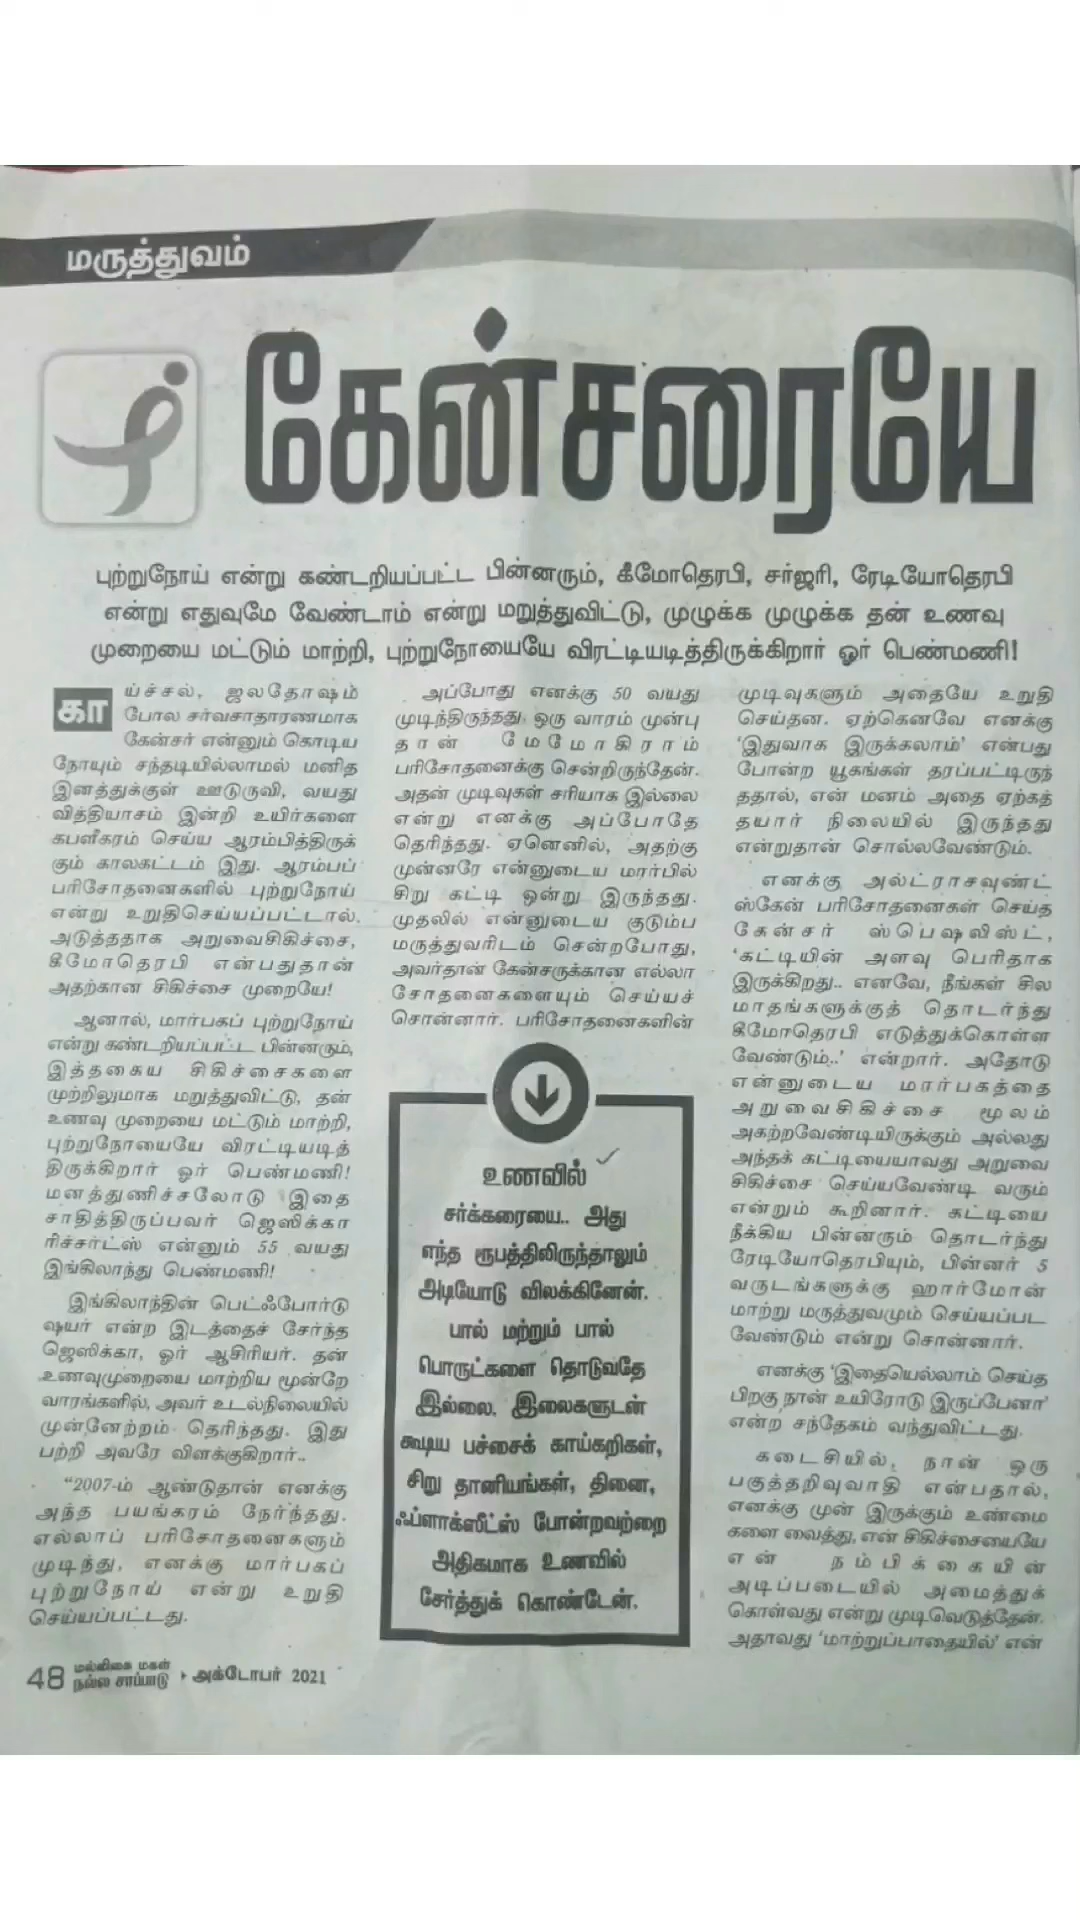 மருத்துவம்
கேன்சரையே
புற்றுநோய் என்று கண்டறியப்பட்ட பின்னரும், கீமோதெரபி, சர்ஜரி, ரேடியோதெரபி
என்று எதுவுமே வேண்டாம் என்று மறுத்துவிட்டு, முழுக்க முழுக்க தன் உணவு
முறையை மட்டும் மாற்றி, புற்றுநோயையே விரட்டியடித்திருக்கிறார் ஓர் பெண்மணி!
காய்ச்சல், ஜலதோஷம்
போல சர்வசாதாரணமாக
கேன்சர் என்னும் கொடிய
நோயும் சந்தடியில்லாமல் மனித
இனத்துக்குள் ஊடுருவி, வயது
வித்தியாசம் இன்றி உயிர்களை
கபளீகரம் செய்ய ஆரம்பித்திருக்
கும் காலகட்டம் இது. ஆரம்பப்
பரிசோதனைகளில் புற்றுநோய்
என்று உறுதிசெய்யப்பட்டால்.
அடுத்ததாக அறுவைசிகிச்சை,
கீமோதெரபி என்பதுதான்
அதற்கான சிகிச்சை முறையே!
ஆனால், மார்பகப் புற்றுநோய்
என்று கண்டறியப்பட்ட பின்னரும்,
இத்தகைய சிகிச்சைகளை
முற்றிலுமாக மறுத்துவிட்டு, தன்
உணவு முறையை மட்டும் மாற்றி,
புற்றுநோயையே விரட்டியடித்
திருக்கிறார் ஓர் பெண்மணி!
மனத்துணிச்சலோடு இதை
சாதித்திருப்பவர் ஜெஸிக்கா
ரிச்சர்ட்ஸ் என்னும் 55 வயது
இங்கிலாந்து பெண்மணி!
இங்கிலாந்தின் பெட்ஃபோர்டு
ஷயர் என்ற இடத்தைச் சேர்ந்த
ஜெஸிக்கா, ஓர் ஆசிரியர். தன்
உணவுமுறையை மாற்றிய மூன்றே
வாரங்களில், அவர் உடல்நிலையில்
முன்னேற்றம் தெரிந்தது. இது
பற்றி அவரே விளக்குகிறார்..
“2007-ம் ஆண்டுதான் எனக்கு
அந்த பயங்கரம் நேர்ந்தது.
எல்லாப் பரிசோதனைகளும்
முடிந்து, எனக்கு மார்பகப்
புற்றுநோய் என்று உறுதி
செய்யப்பட்டது.
அப்போது எனக்கு 50 வயது
முடிந்திருந்தது. ஒரு வாரம் முன்பு
தான் மேமோகிராம்
பரிசோதனைக்கு சென்றிருந்தேன்.
அதன் முடிவுகள் சரியாக இல்லை
என்று எனக்கு அப்போதே
தெரிந்தது. ஏனெனில், அதற்கு
முன்னரே என்னுடைய மார்பில்
சிறு கட்டி ஒன்று இருந்தது.
முதலில் என்னுடைய குடும்ப
மருத்துவரிடம் சென்றபோது,
அவர்தான் கேன்சருக்கான எல்லா
சோதனைகளையும் செய்யச்
சொன்னார். பரிசோதனைகளின்
உணவில்
சர்க்கரையை.. அது
எந்த ரூபத்திலிருந்தாலும்
அடியோடு விலக்கினேன்.
பால் மற்றும் பால்
பொருட்களை தொடுவதே
இல்லை. இலைகளுடன்
கூடிய பச்சைக் காய்கறிகள்,
சிறு தானியங்கள், தினை,
ஃப்ளாக்ஸீட்ஸ் போன்றவற்றை
அதிகமாக உணவில்
சேர்த்துக் கொண்டேன்.
முடிவுகளும் அதையே உறுதி
செய்தன. ஏற்கெனவே எனக்கு
‘இதுவாக இருக்கலாம்’ என்பது
போன்ற யூகங்கள் தரப்பட்டிருந்
ததால், என் மனம் அதை ஏற்கத்
தயார் நிலையில் இருந்தது
என்றுதான் சொல்லவேண்டும்.
எனக்கு அல்ட்ராசவுண்ட்
ஸ்கேன் பரிசோதனைகள் செய்த
கேன்சர் ஸ்பெஷலிஸ்ட்,
‘கட்டியின் அளவு பெரிதாக
இருக்கிறது.. எனவே, நீங்கள் சில
மாதங்களுக்குத் தொடர்ந்து
கீமோதெரபி எடுத்துக்கொள்ள
வேண்டும்..’ என்றார். அதோடு
என்னுடைய மார்பகத்தை
அறுவைசிகிச்சை மூலம்
அகற்றவேண்டியிருக்கும் அல்லது
அந்தக் கட்டியையாவது அறுவை
சிகிச்சை செய்யவேண்டி வரும்
என்றும் கூறினார். கட்டியை
நீக்கிய பின்னரும் தொடர்ந்து
ரேடியோதெரபியும், பின்னர் 5
வருடங்களுக்கு ஹார்மோன்
மாற்று மருத்துவமும் செய்யப்பட
வேண்டும் என்று சொன்னார்.
எனக்கு ‘இதையெல்லாம் செய்த
பிறகு நான் உயிரோடு இருப்பேனா’
என்ற சந்தேகம் வந்துவிட்டது.
கடைசியில், நான் ஒரு
பகுத்தறிவுவாதி என்பதால்,
எனக்கு முன் இருக்கும் உண்மை
களை வைத்து, என் சிகிச்சையையே
என் நம்பிக்கையின்
அடிப்படையில் அமைத்துக்
கொள்வது என்று முடிவெடுத்தேன்.
அதாவது ‘மாற்றுப்பாதையில்’ என்
48 மல்லிகை மகள்
நல்ல சாப்பாடு ▸ அக்டோபர் 2021